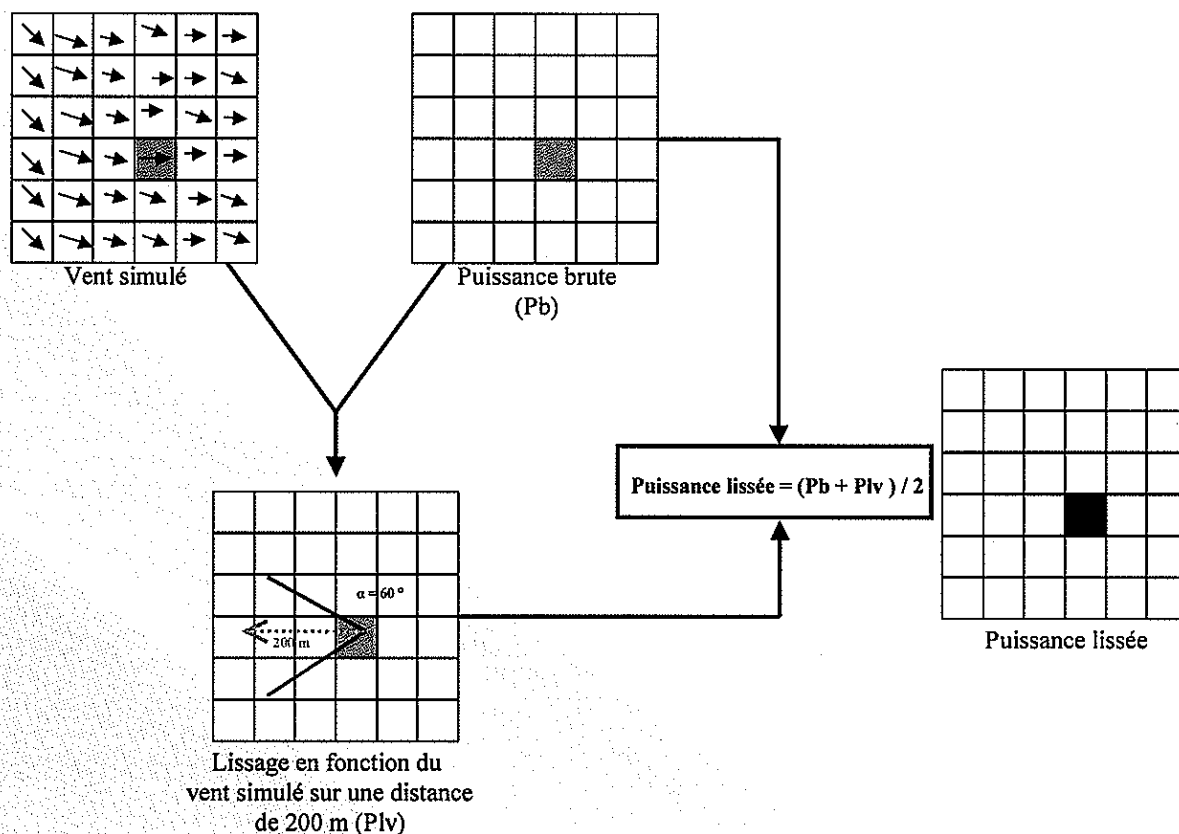 Vent simulé
Puissance brute
(Pb)
Puissance lissée = (Pb + Plv ) / 2
α = 60 °
200 m
Puissance lissée
Lissage en fonction du
vent simulé sur une distance
de 200 m (Plv)